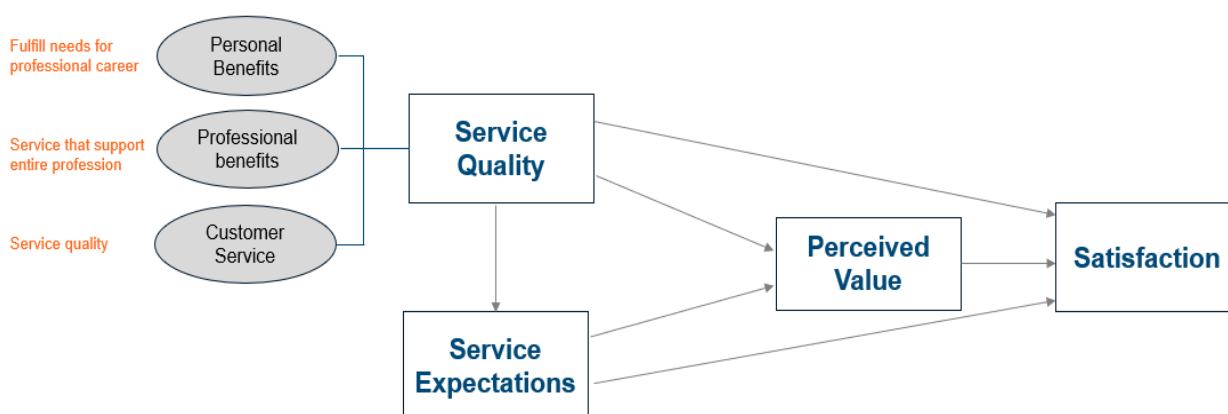 Fulfill needs for
professional career
Personal
Benefits
Service that support
entire profession
Professional
benefits
Service quality
Customer
Service
Service
Quality
Service
Expectations
Perceived
Value
Satisfaction